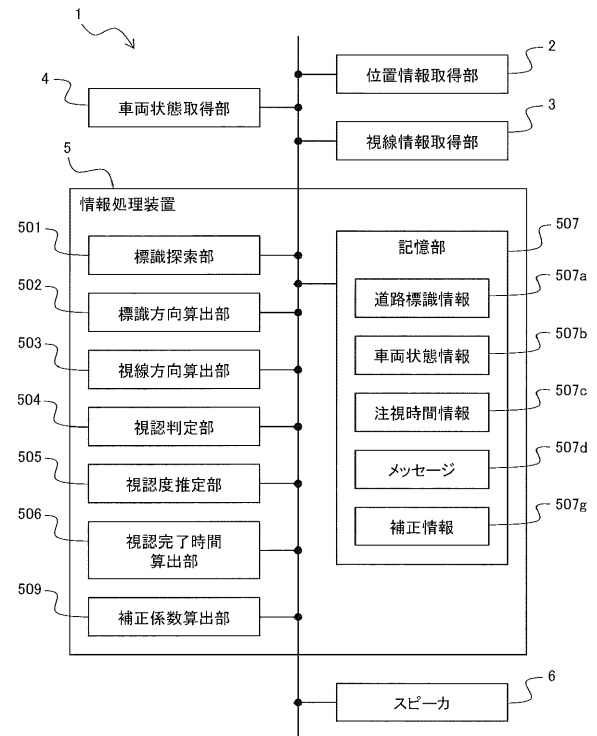 1
2
位置情報取得部
4
車両状態取得部
3
視線情報取得部
5
情報処理装置
501
標識探索部
502
標識方向算出部
503
視線方向算出部
504
視認判定部
505
視認度推定部
506
視認完了時間
算出部
509
補正係数算出部
507
記憶部
507a
道路標識情報
507b
車両状態情報
507c
注視時間情報
507d
メッセージ
507g
補正情報
6
スピーカ